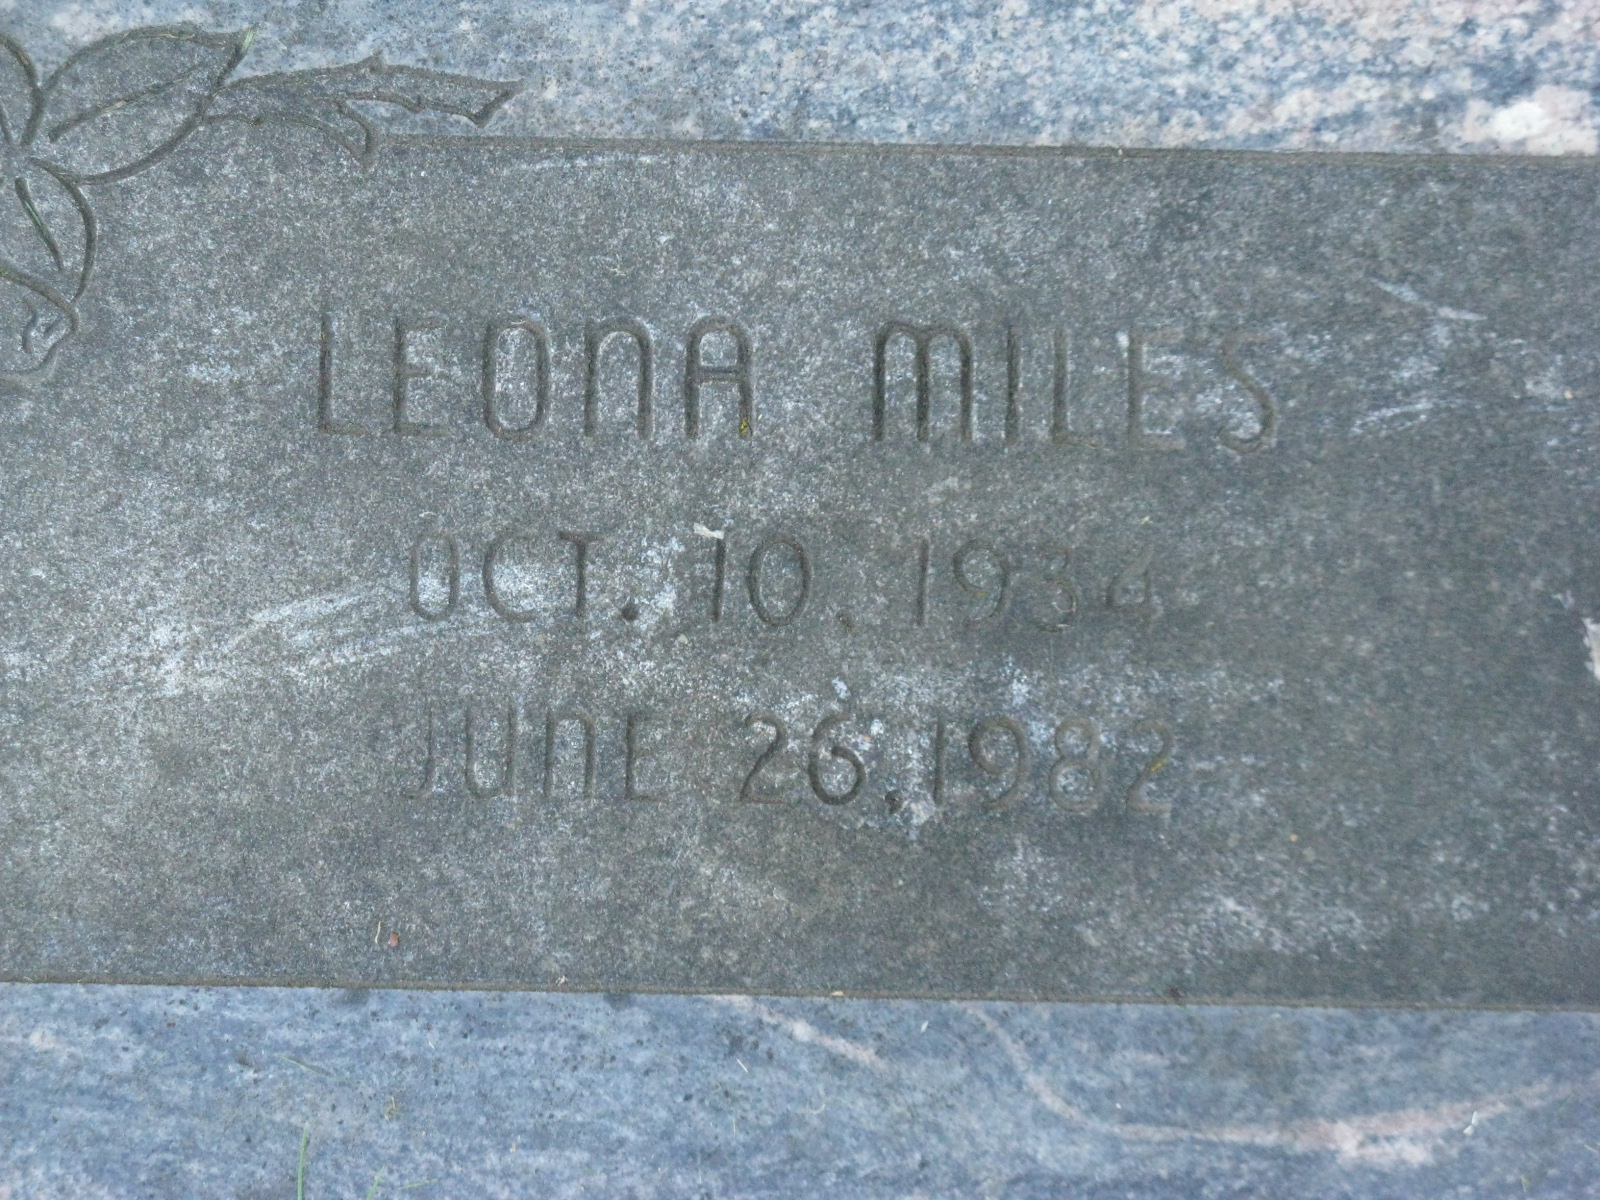 LEONA MILES
OCT. 10, 1934
JUNE 26, 1982